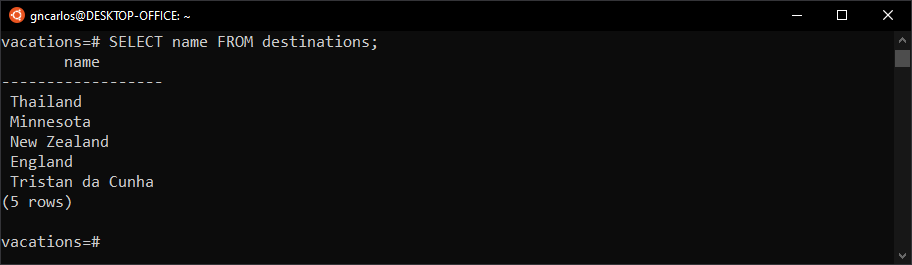 gncarlos@DESKTOP-OFFICE: ~
vacations=# SELECT name FROM destinations;
name
------------------
Thailand
Minnesota
New Zealand
England
Tristan da Cunha
(5 rows)
vacations=#